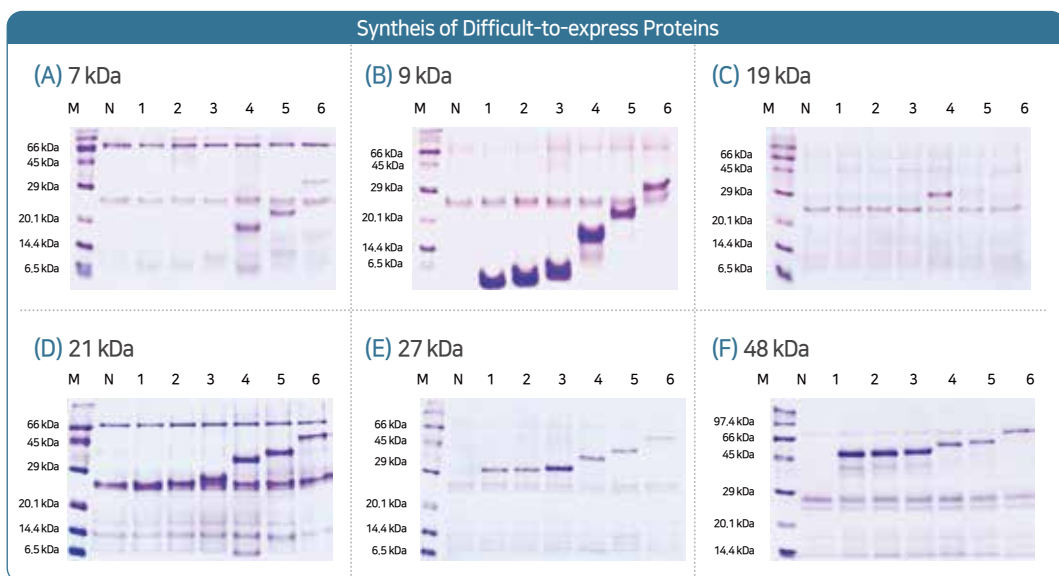 Syntheis of Difficult-to-express Proteins
(A) 7 kDa
M N 1 2 3 4 5 6
66 kDa
45 kDa
29 kDa
20.1 kDa
14.4 kDa
6.5 kDa
(B) 9 kDa
M N 1 2 3 4 5 6
66 kDa
45 kDa
29 kDa
20.1 kDa
14.4 kDa
6.5 kDa
(C) 19 kDa
M N 1 2 3 4 5 6
66 kDa
45 kDa
29 kDa
20.1 kDa
14.4 kDa
6.5 kDa
(D) 21 kDa
M N 1 2 3 4 5 6
66 kDa
45 kDa
29 kDa
20.1 kDa
14.4 kDa
6.5 kDa
(E) 27 kDa
M N 1 2 3 4 5 6
66 kDa
45 kDa
29 kDa
20.1 kDa
14.4 kDa
6.5 kDa
(F) 48 kDa
M N 1 2 3 4 5 6
97.4 kDa
66 kDa
45 kDa
29 kDa
20.1 kDa
14.4 kDa